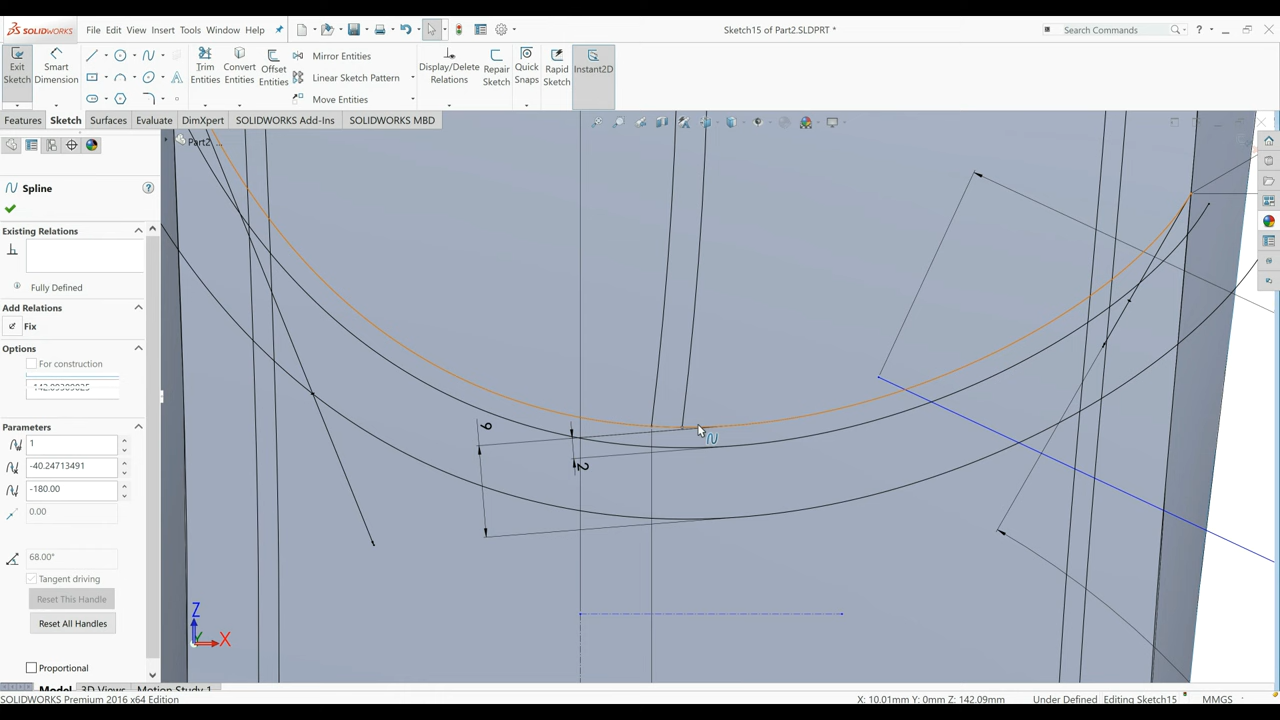 SOLIDWORKS File Edit View Insert Tools Window Help Sketch15 of Part2.SLDPRT * Search Commands
Exit Sketch
Smart Dimension
Trim Entities
Convert Entities
Offset Entities
Mirror Entities
Linear Sketch Pattern
Move Entities
Display/Delete Relations
Repair Sketch
Quick Snaps
Rapid Sketch
Instant2D
Features Sketch Surfaces Evaluate DimXpert SOLIDWORKS Add-Ins SOLIDWORKS MBD
Part2 ...
Spline
Existing Relations
Fully Defined
Add Relations
Fix
Options
For construction
Parameters
1
-40.24713491
-180.00
0.00
68.00°
Tangent driving
Reset This Handle
Reset All Handles
Proportional
9
2
Z
X
Model 3D Views Motion Study 1
SOLIDWORKS Premium 2016 x64 Edition X: 10.01mm Y: 0mm Z: 142.09mm Under Defined Editing Sketch15 MMGS